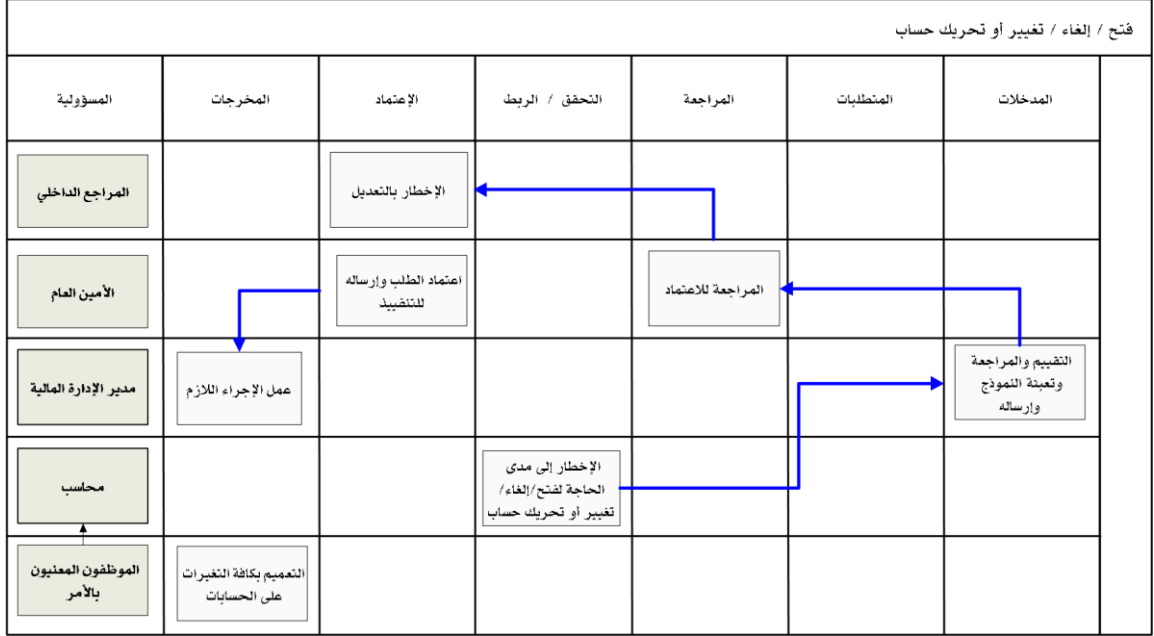 فتح / إلغاء / تغيير أو تحريك حساب
المدخلات
المتطلبات
المراجعة
التحقق / الربط
الإعتماد
المخرجات
المسؤولية
الإخطار بالتعديل
المراجع الداخلي
المراجعة للاعتماد
اعتماد الطلب وإرساله
للتنفييذ
الأمين العام
التقييم والمراجعة
وتعبئة النموذج
وإرساله
عمل الإجراء اللازم
مدير الإدارة المالية
الإخطار إلى مدى
الحاجة لفتح/إلغاء/
تغيير أو تحريك حساب
محاسب
التعميم بكافة التغيرات
على الحسابات
الموظفون المعنيون
بالأمر